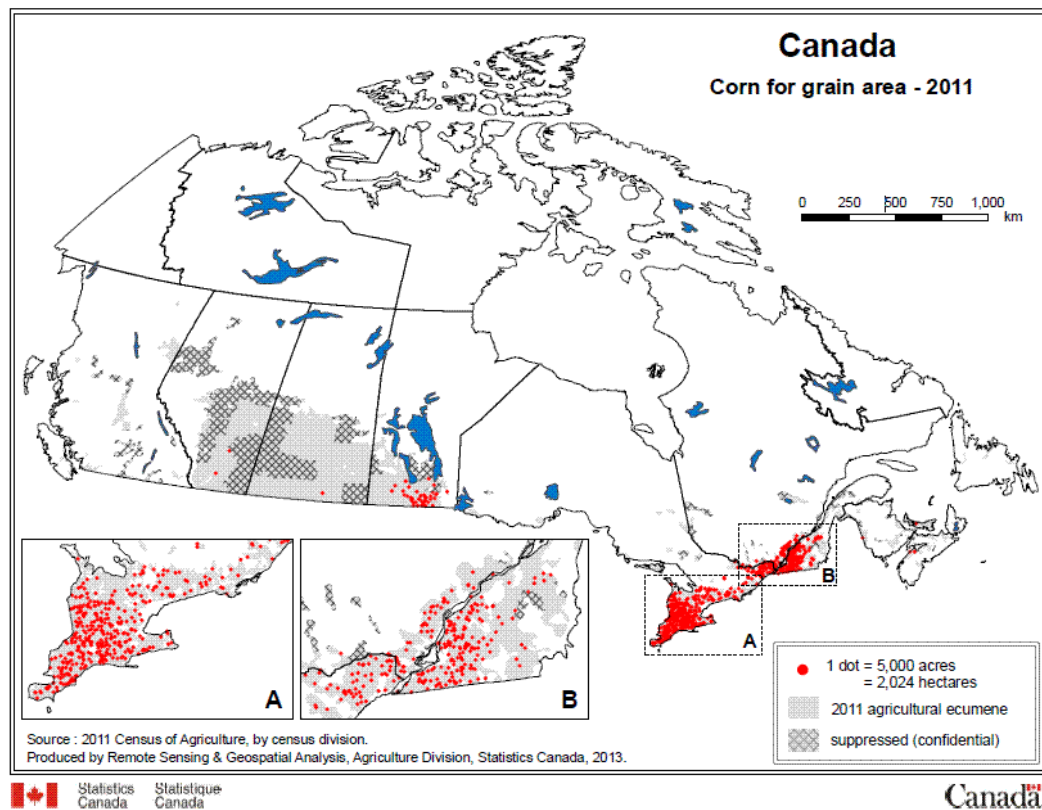 Canada
Corn for grain area - 2011
0 250 500 750 1,000
km
A
B
A
B
1 dot = 5,000 acres
= 2,024 hectares
2011 agricultural ecumene
suppressed (confidential)
Source : 2011 Census of Agriculture, by census division.
Produced by Remote Sensing & Geospatial Analysis, Agriculture Division, Statistics Canada, 2013.
Statistics Statistique
Canada Canada
Canada